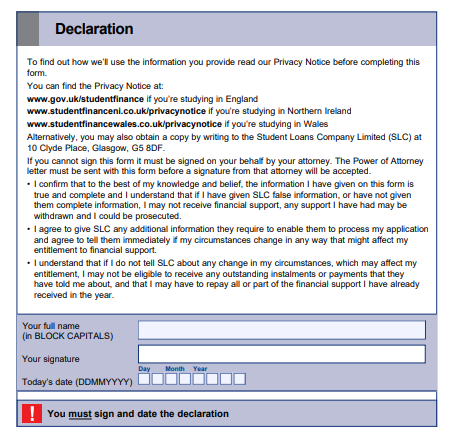 Declaration
To find out how we'll use the information you provide read our Privacy Notice before completing this
form.
You can find the Privacy Notice at:
www.gov.uk/studentfinance if you're studying in England
www.studentfinanceni.co.uk/privacynotice if you're studying in Northern Ireland
www.studentfinancewales.co.uk/privacynotice if you're studying in Wales
Alternatively, you may also obtain a copy by writing to the Student Loans Company Limited (SLC) at
10 Clyde Place, Glasgow, G5 8DF.
If you cannot sign this form it must be signed on your behalf by your attorney. The Power of Attorney
letter must be sent with this form before a signature from that attorney will be accepted.
• I confirm that to the best of my knowledge and belief, the information I have given on this form is
true and complete and I understand that if I have given SLC false information, or have not given
them complete information, I may not receive financial support, any support I have had may be
withdrawn and I could be prosecuted.
• I agree to give SLC any additional information they require to enable them to process my application
and agree to tell them immediately if my circumstances change in any way that might affect my
entitlement to financial support.
• I understand that if I do not tell SLC about any change in my circumstances, which may affect my
entitlement, I may not be eligible to receive any outstanding instalments or payments that they
have told me about, and that I may have to repay all or part of the financial support I have already
received in the year.
Your full name
(in BLOCK CAPITALS)
Your signature
Day Month Year
Today's date (DDMMYYYY)
! You must sign and date the declaration